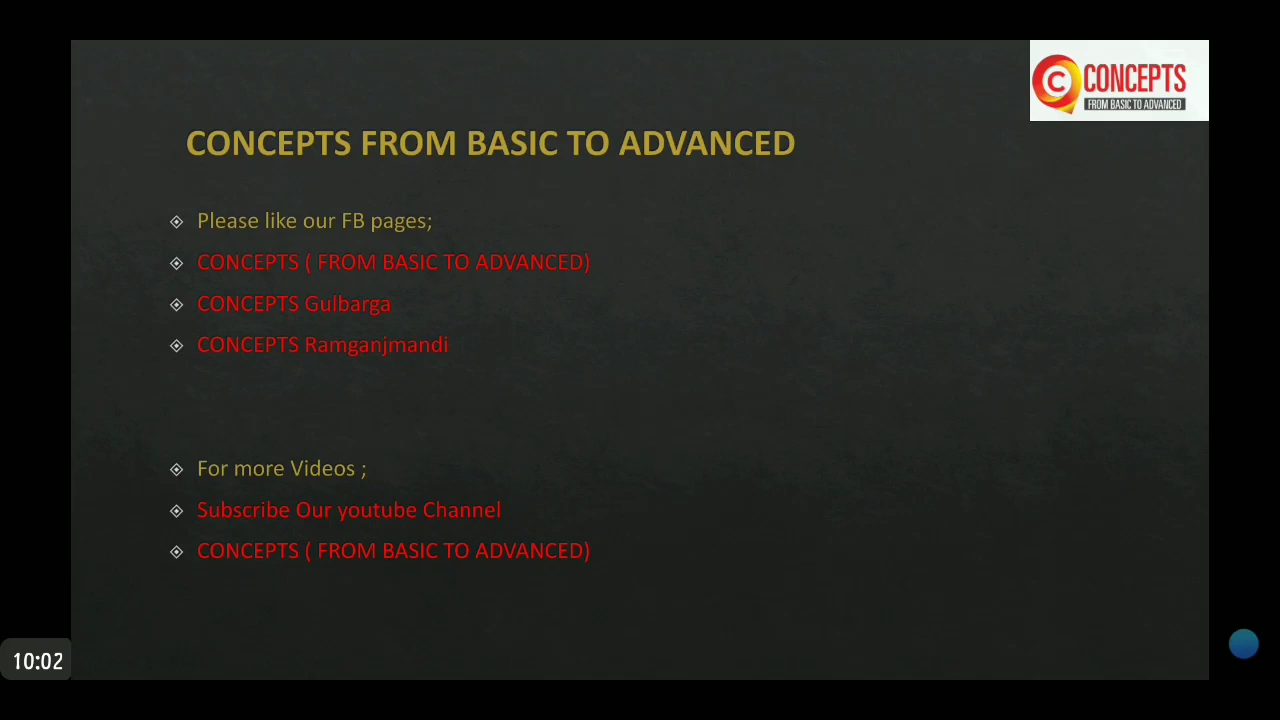 C CONCEPTS
FROM BASIC TO ADVANCED
CONCEPTS FROM BASIC TO ADVANCED
Please like our FB pages;
CONCEPTS ( FROM BASIC TO ADVANCED)
CONCEPTS Gulbarga
CONCEPTS Ramganjmandi
For more Videos ;
Subscribe Our youtube Channel
CONCEPTS ( FROM BASIC TO ADVANCED)
10:02